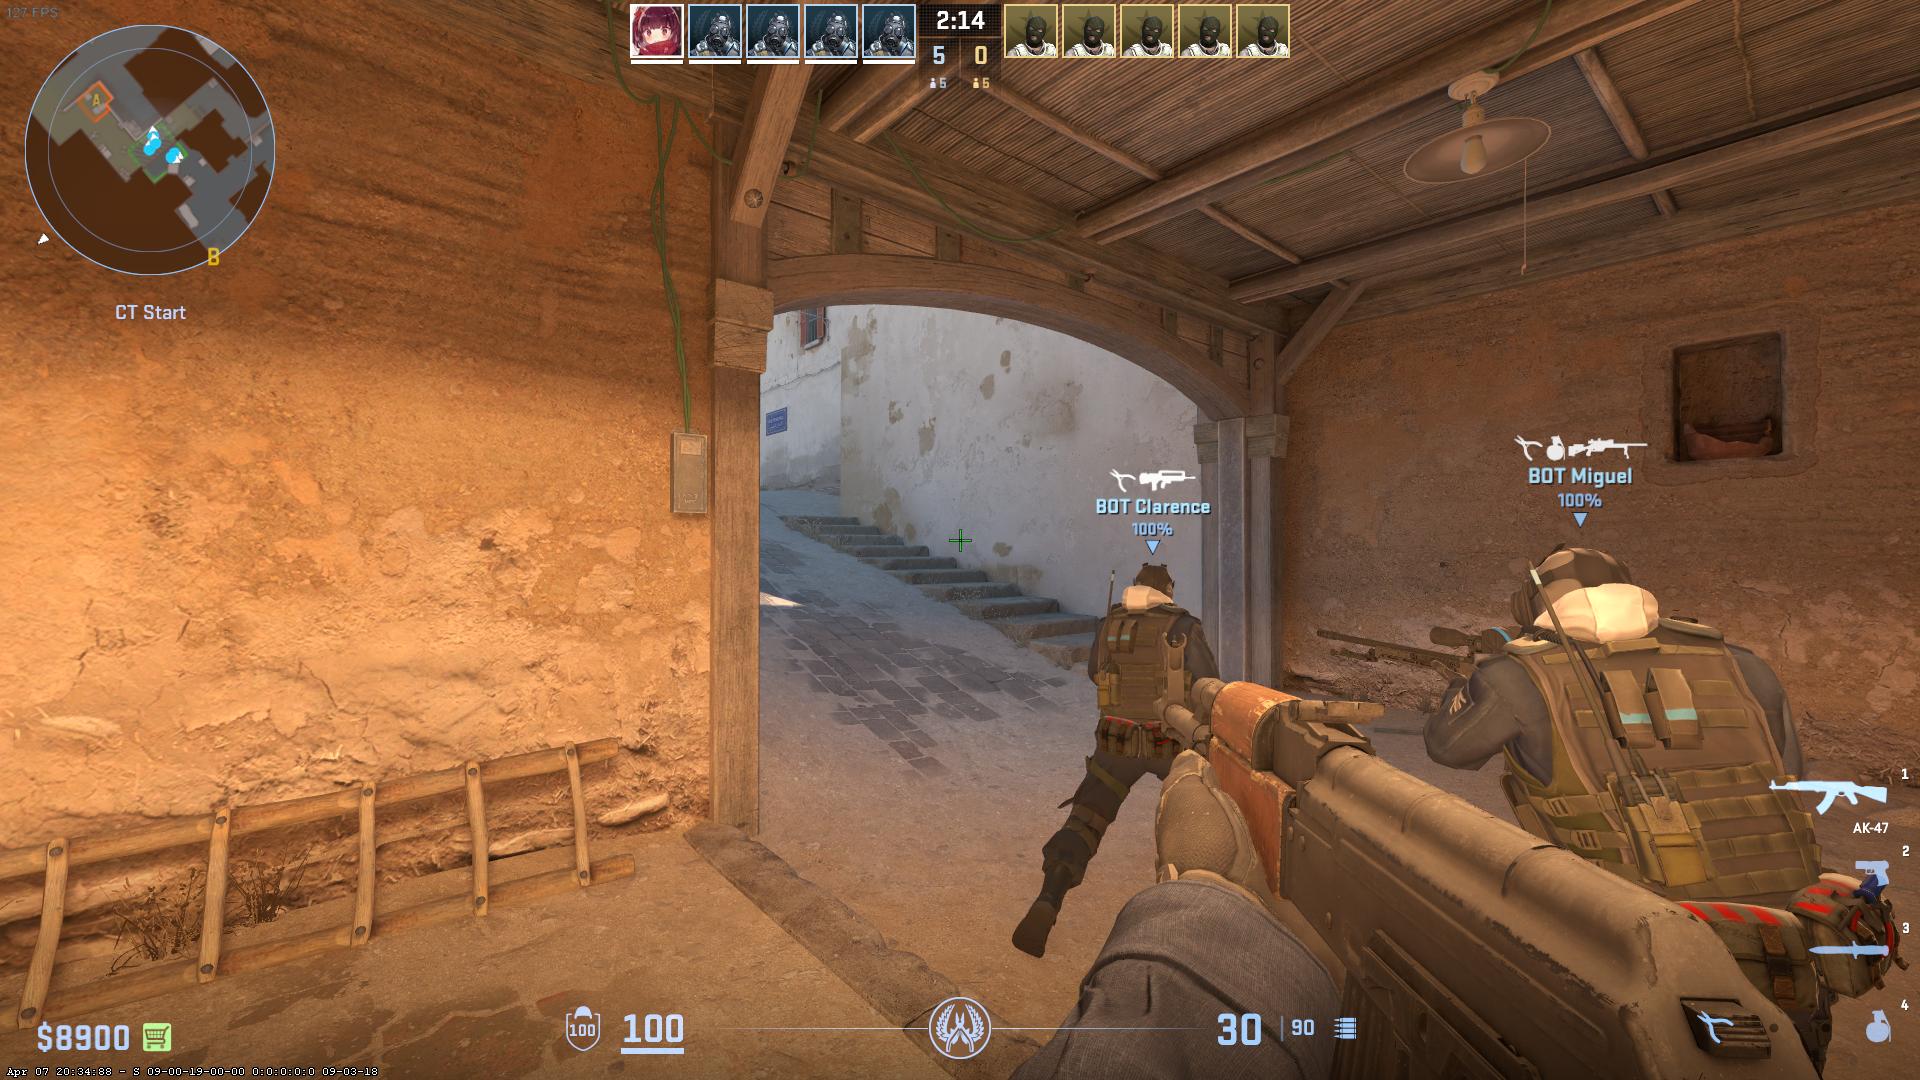 127 FPS
2:14
5 0
5 5
A
B
CT Start
BOT Miguel
100%
BOT Clarence
100%
1
AK-47
2
3
4
$8900
100
100
30 | 90
Apr 07 20:34:88 - S 09-00-19-00-00 0:0:0:0:0 09-03-18